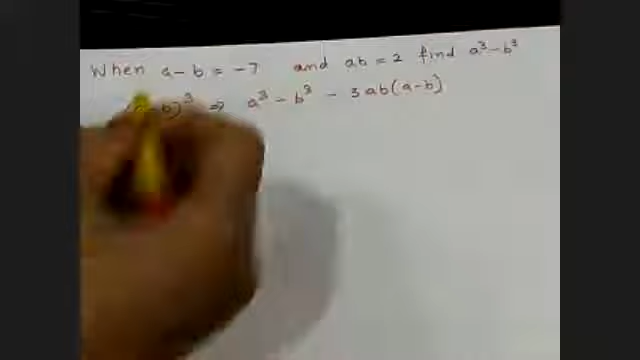 When a - b = -7 and ab = 2 find a³ - b³
(a - b)³ ⇒ a³ - b³ - 3ab(a-b)